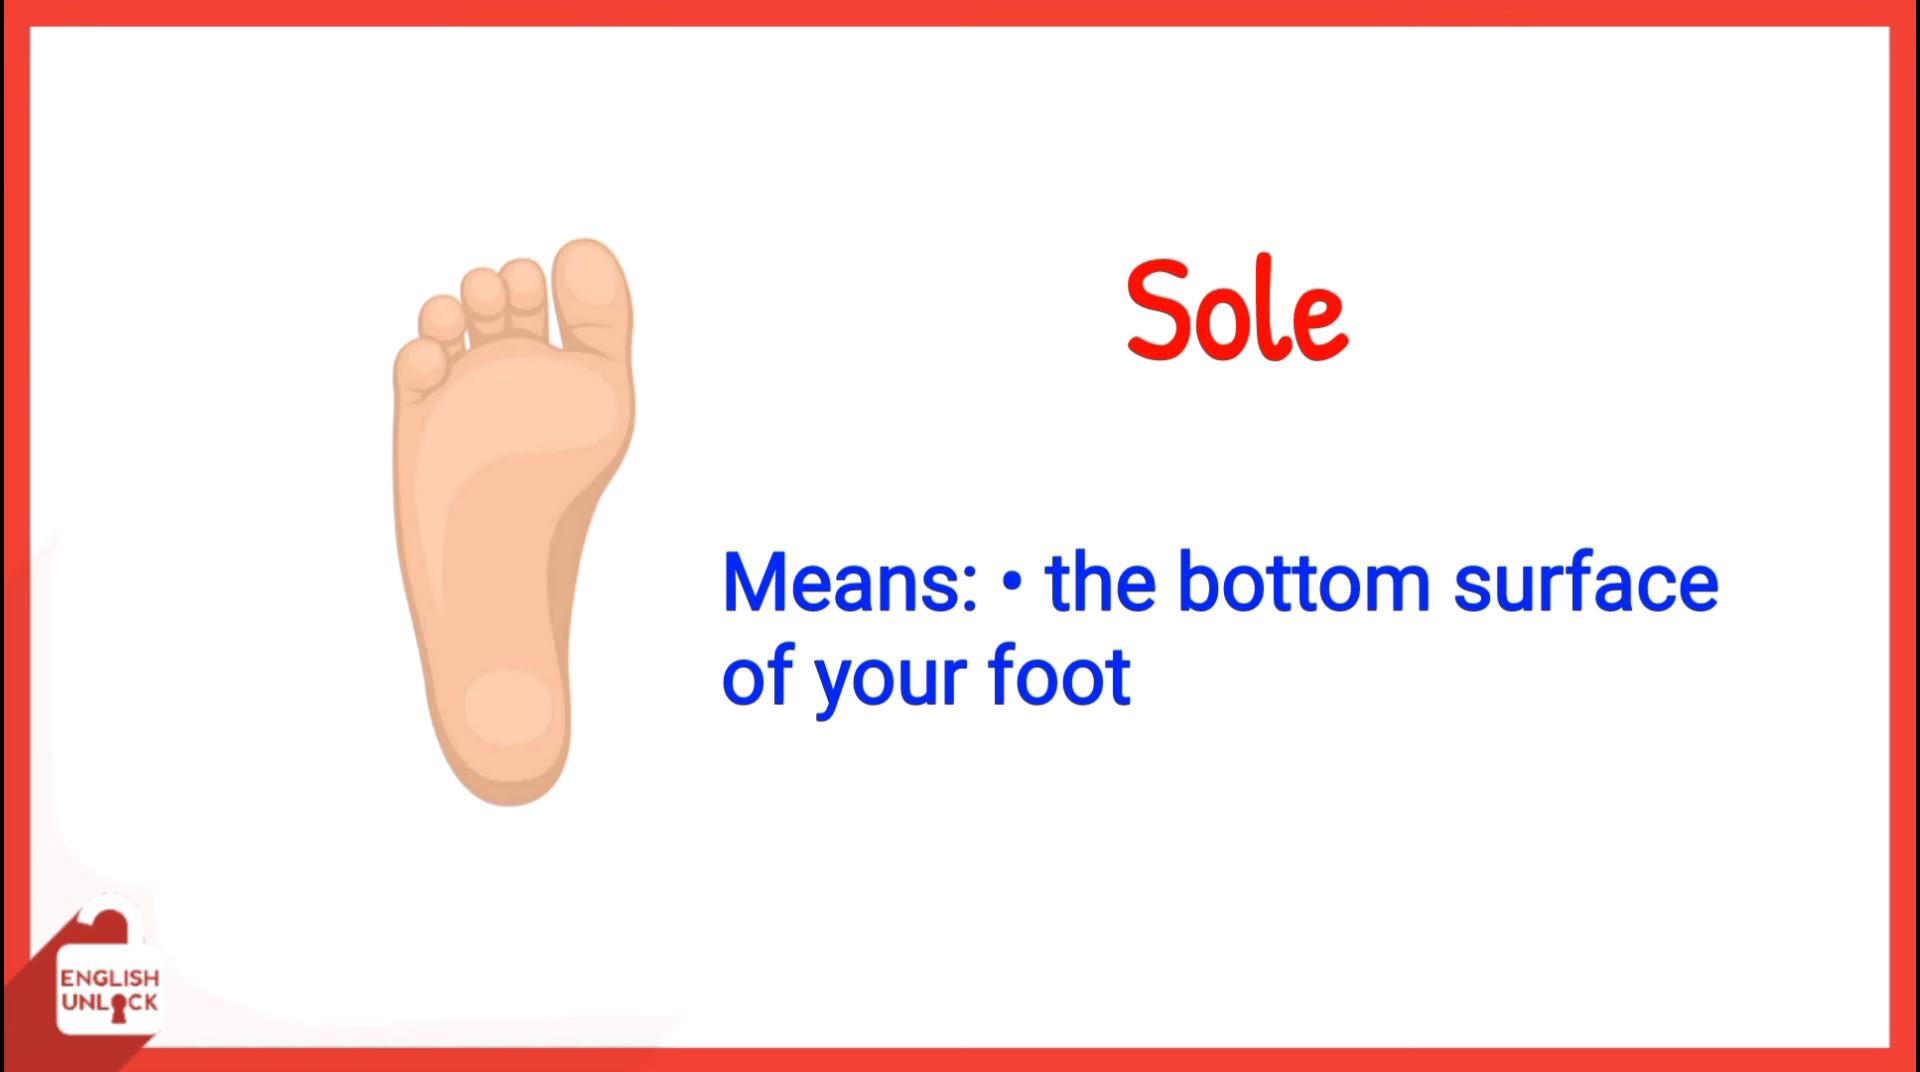 Sole
Means: • the bottom surface
of your foot
ENGLISH
UNLOCK